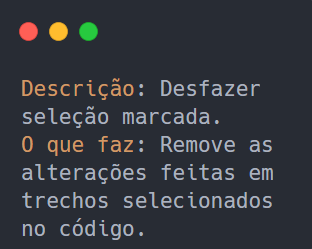 Descrição: Desfazer
seleção marcada.
O que faz: Remove as
alterações feitas em
trechos selecionados
no código.